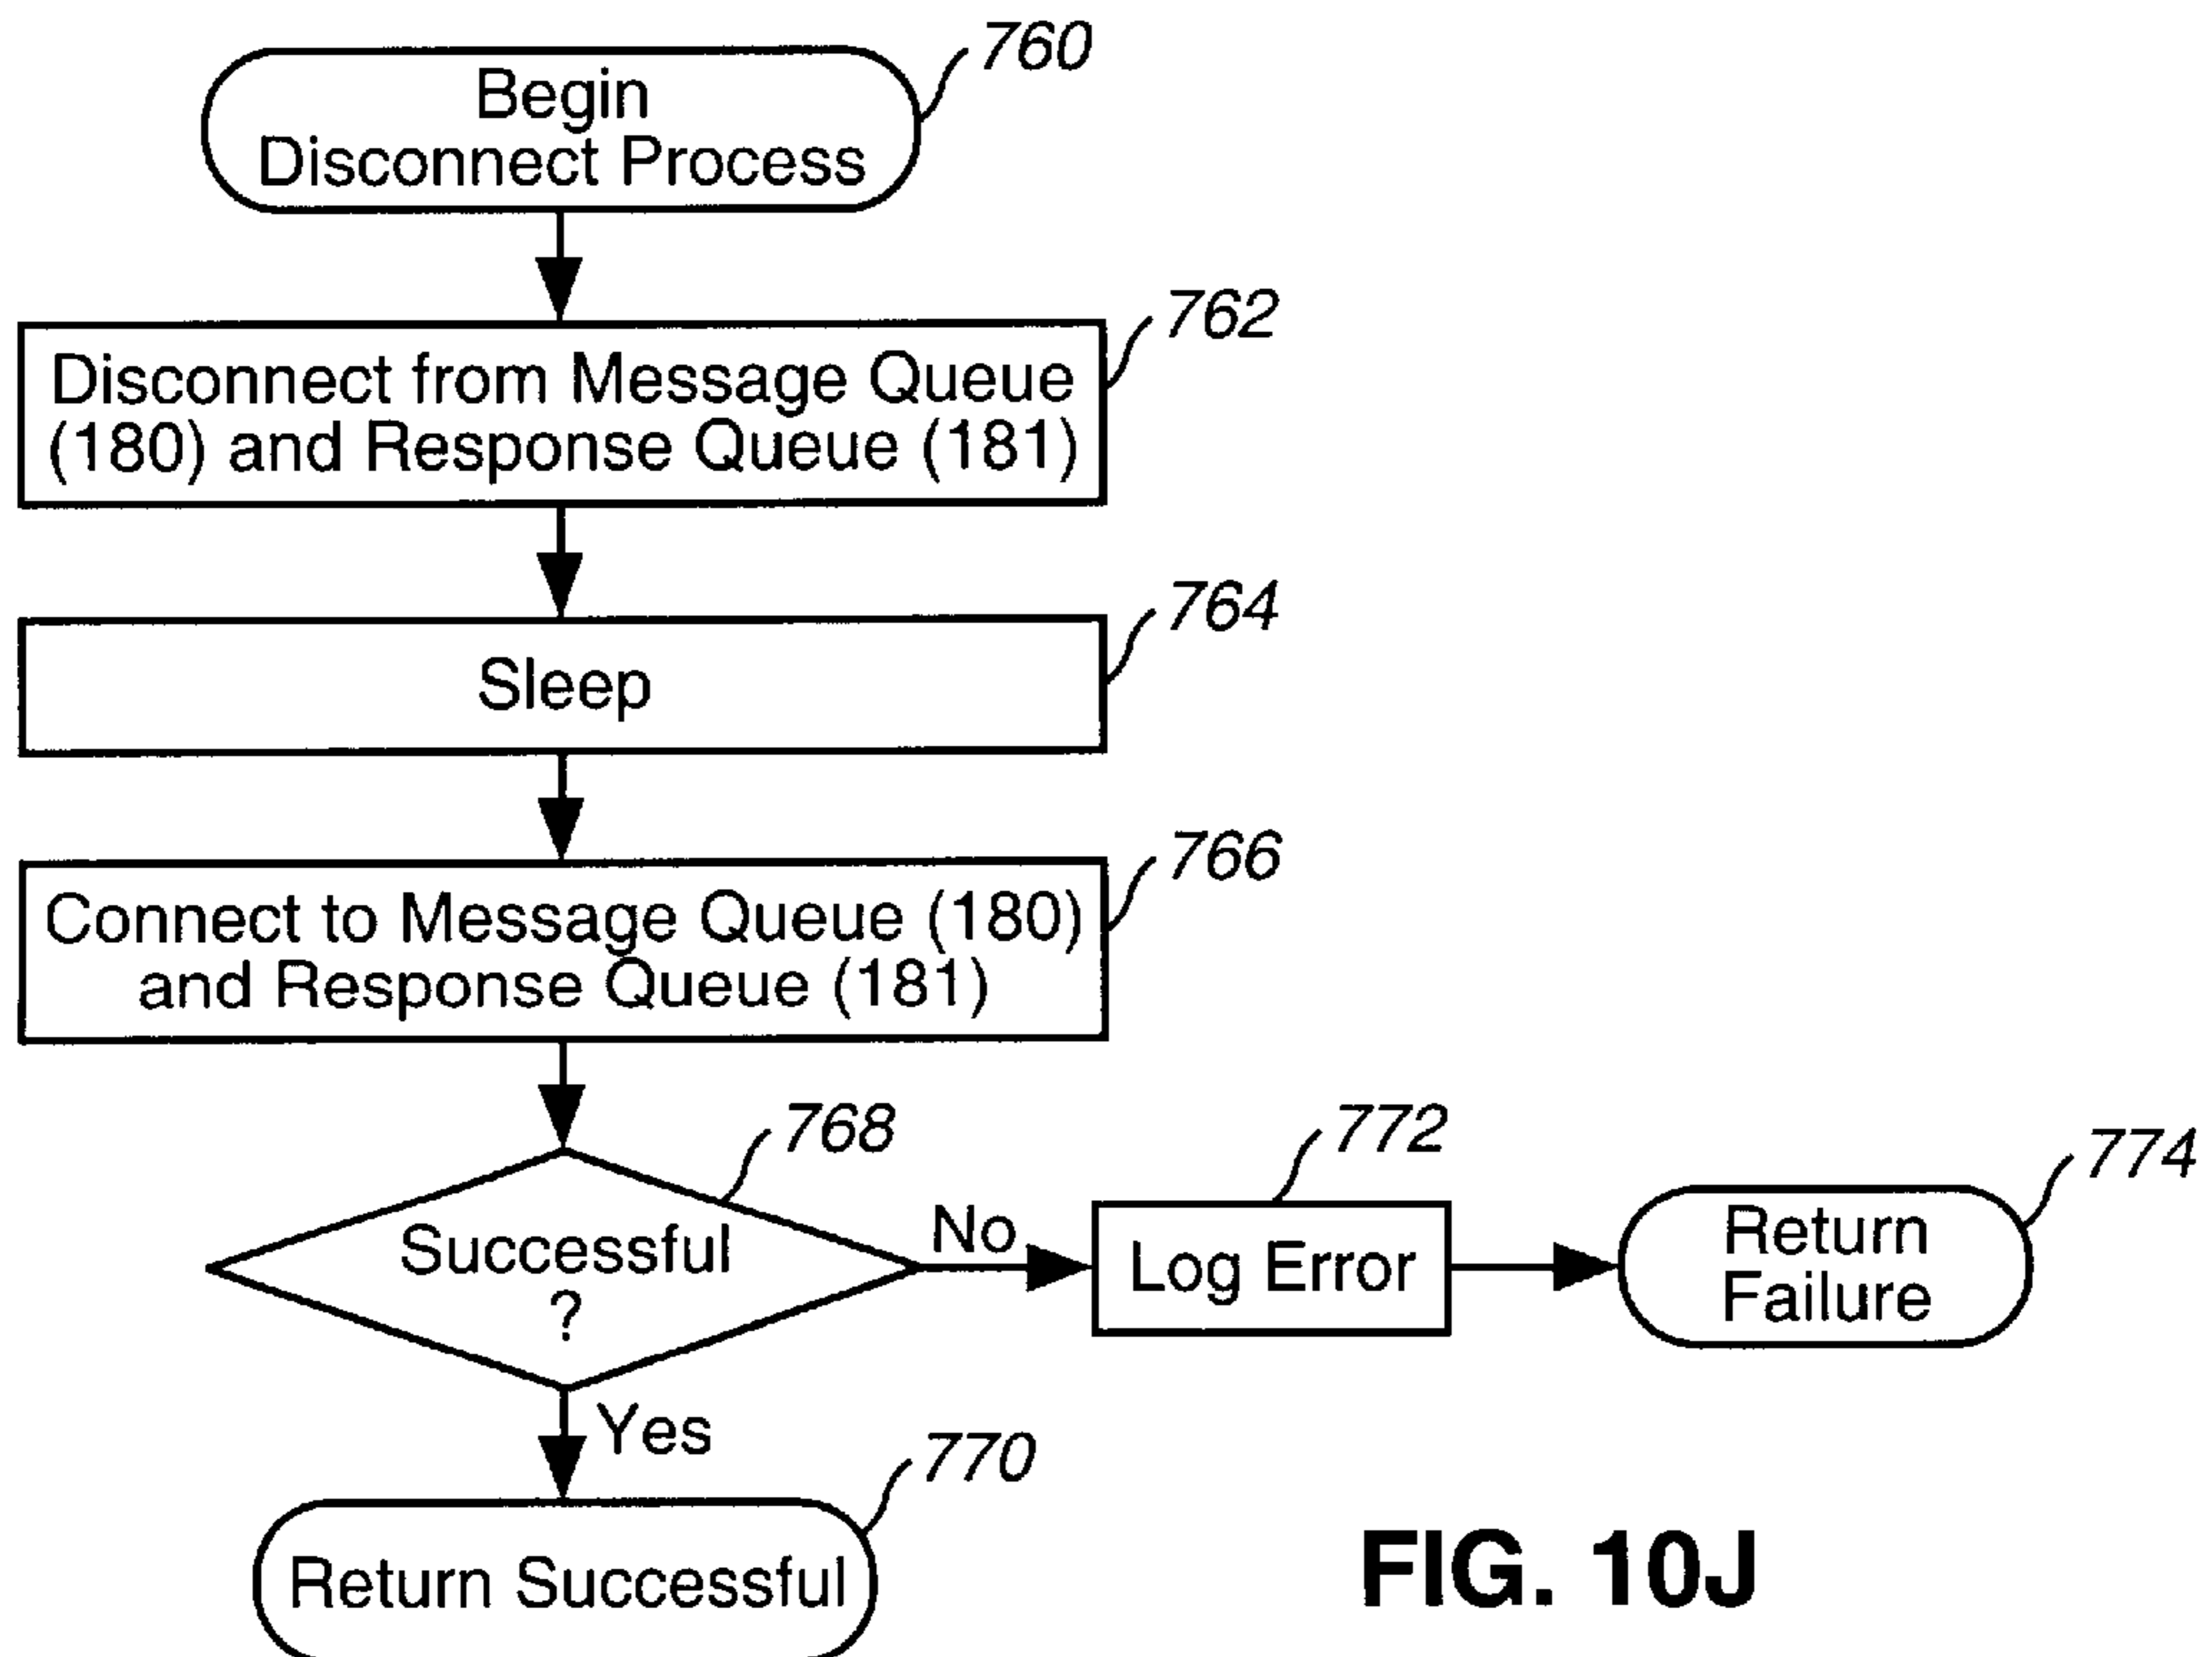 760
Begin
Disconnect Process
762
Disconnect from Message Queue
(180) and Response Queue (181)
764
Sleep
766
Connect to Message Queue (180)
and Response Queue (181)
768
Successful
?
No
772
Log Error
774
Return
Failure
Yes
770
Return Successful
FIG. 10J